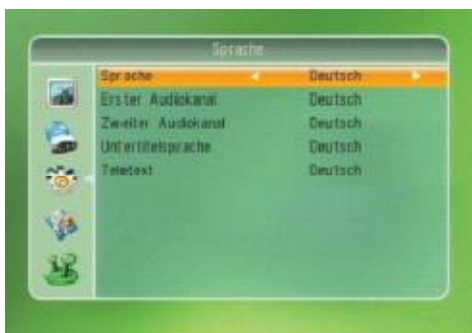 Sprache
Sprache Deutsch
Erster Audiokanal Deutsch
Zweiter Audiokanal Deutsch
Untertitelsprache Deutsch
Teletext Deutsch